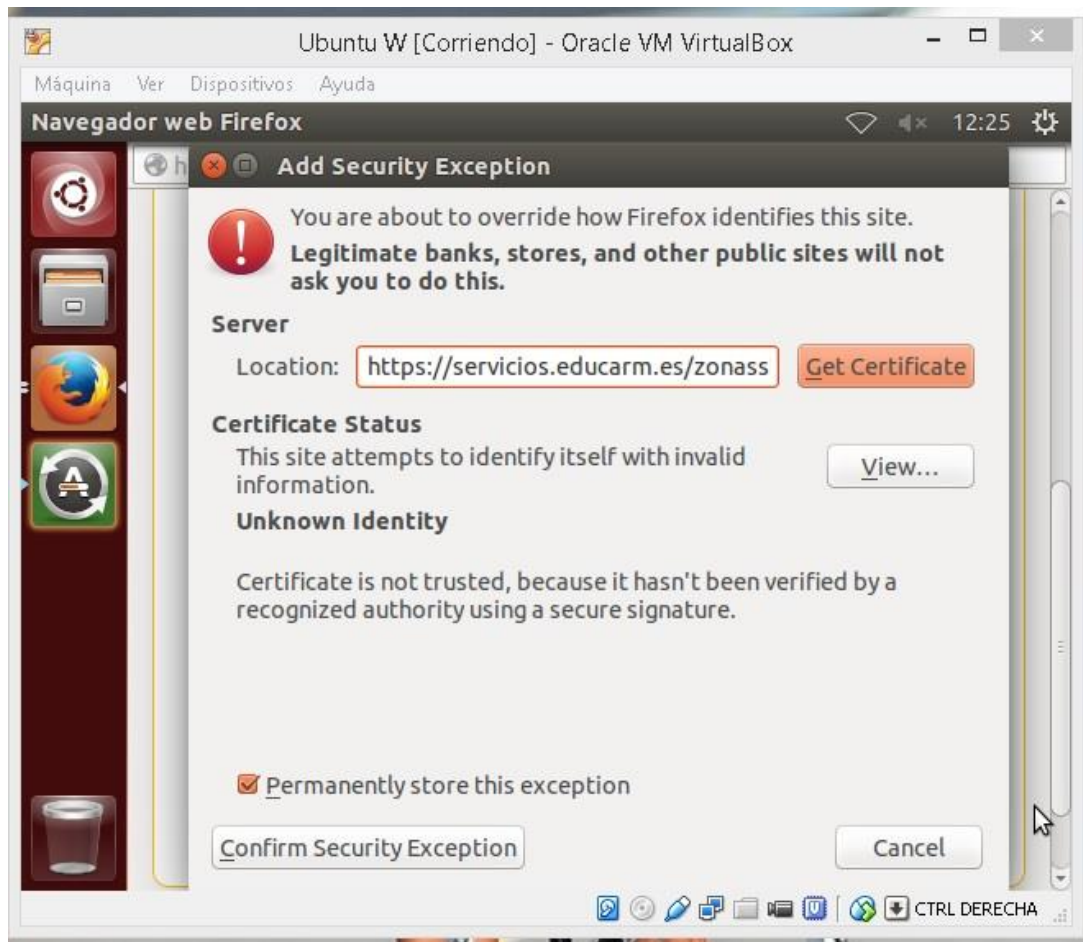 Ubuntu W [Corriendo] - Oracle VM VirtualBox
Máquina Ver Dispositivos Ayuda
Navegador web Firefox 12:25
h
Add Security Exception
You are about to override how Firefox identifies this site.
Legitimate banks, stores, and other public sites will not
ask you to do this.
Server
Location: https://servicios.educarm.es/zonass Get Certificate
Certificate Status
This site attempts to identify itself with invalid
information.
View...
Unknown Identity
Certificate is not trusted, because it hasn't been verified by a
recognized authority using a secure signature.
Permanently store this exception
Confirm Security Exception Cancel
CTRL DERECHA